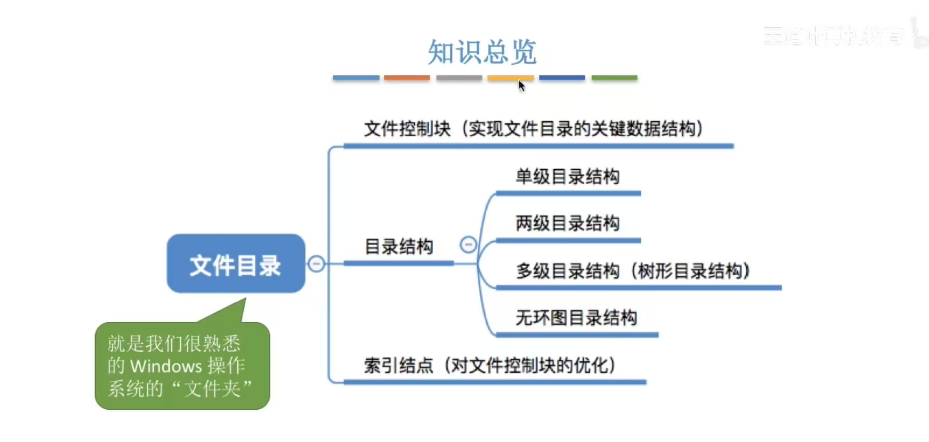 王道计算机教育
知识总览
文件控制块（实现文件目录的关键数据结构）
单级目录结构
两级目录结构
目录结构
文件目录
多级目录结构（树形目录结构）
无环图目录结构
就是我们很熟悉
的 Windows 操作
系统的“文件夹”
索引结点（对文件控制块的优化）